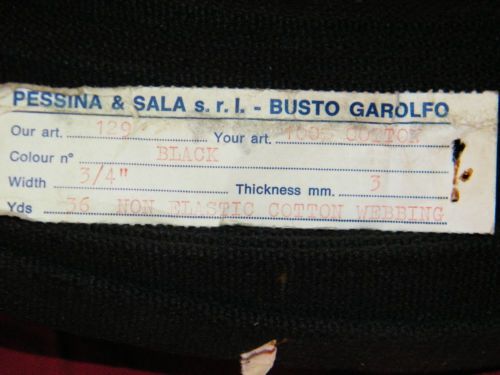 PESSINA & SALA s. r. l. - BUSTO GAROLFO
Our art. 129 Your art. 100% COTTON
Colour n° BLACK
Width 3/4" Thickness mm. 3
Yds 36 NON ELASTIC COTTON WEBBING